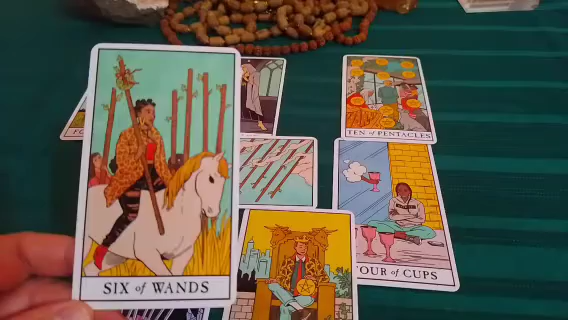 SIX of WANDS
TEN of PENTACLES
FOUR of CUPS